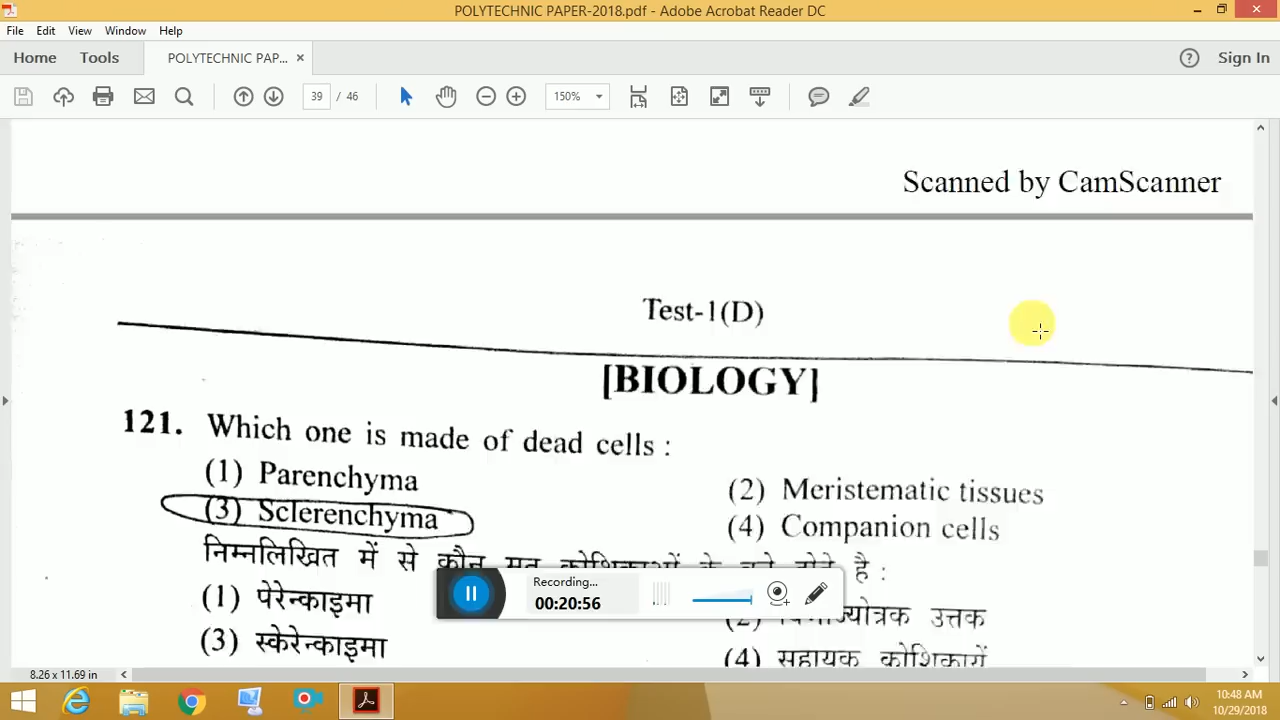 POLYTECHNIC PAPER-2018.pdf - Adobe Acrobat Reader DC
File Edit View Window Help
Home Tools POLYTECHNIC PAP... × Sign In
39 / 46 150%
Scanned by CamScanner
Test-1(D)
[BIOLOGY]
121. Which one is made of dead cells :
(1) Parenchyma
(2) Meristematic tissues
(3) Sclerenchyma
(4) Companion cells
निम्नलिखित में से कौन है :
(1) पेरेन्काइमा
(2) उत्तक
(3) स्केरेन्काइमा
(4) सहायक कोशिकायें
Recording...
00:20:56
8.26 x 11.69 in
10:48 AM
10/29/2018